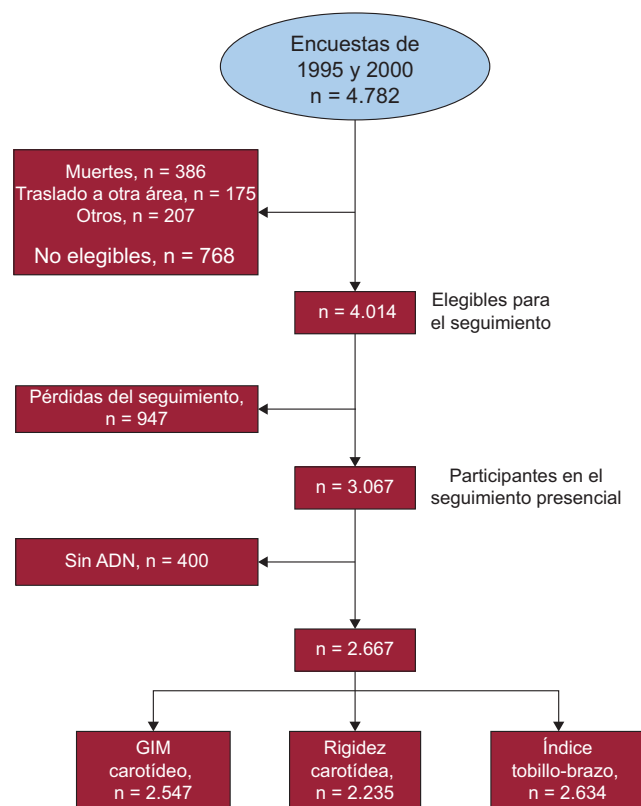 Encuestas de
1995 y 2000
n = 4.782
Muertes, n = 386
Traslado a otra área, n = 175
Otros, n = 207
No elegibles, n = 768
n = 4.014
Elegibles para
el seguimiento
Pérdidas del seguimiento,
n = 947
n = 3.067
Participantes en el
seguimiento presencial
Sin ADN, n = 400
n = 2.667
GIM
carotídeo,
n = 2.547
Rigidez
carotídea,
n = 2.235
Índice
tobillo-brazo,
n = 2.634